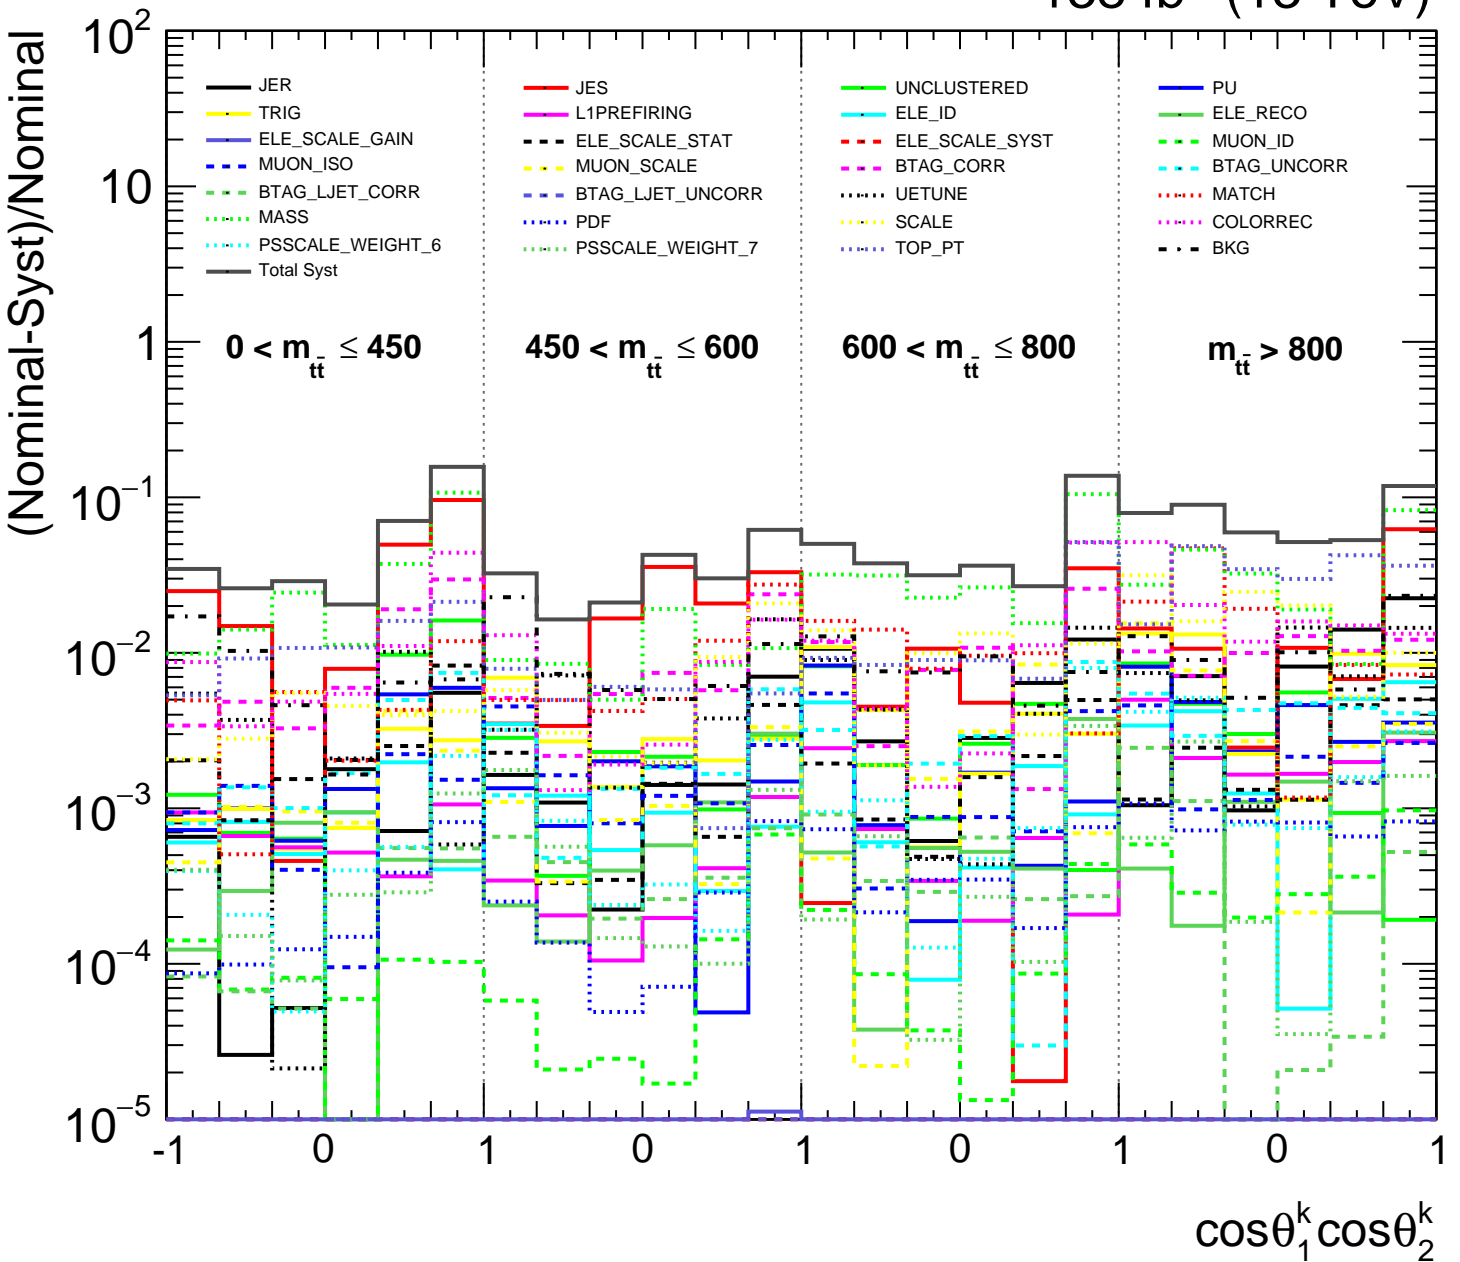 (Nominal-Syst)/Nominal
10²
10
1
10⁻¹
10⁻²
10⁻³
10⁻⁴
10⁻⁵
JER JES UNCLUSTERED PU
TRIG L1PREFIRING ELE_ID ELE_RECO
ELE_SCALE_GAIN ELE_SCALE_STAT ELE_SCALE_SYST MUON_ID
MUON_ISO MUON_SCALE BTAG_CORR BTAG_UNCORR
BTAG_LJET_CORR BTAG_LJET_UNCORR UETUNE MATCH
MASS PDF SCALE COLORREC
PSSCALE_WEIGHT_6 PSSCALE_WEIGHT_7 TOP_PT BKG
Total Syst
0 < m_tt̄ ≤ 450 450 < m_tt̄ ≤ 600 600 < m_tt̄ ≤ 800 m_tt̄ > 800
-1 0 1 0 1 0 1 0 1
cosθ₁ᵏcosθ₂ᵏ